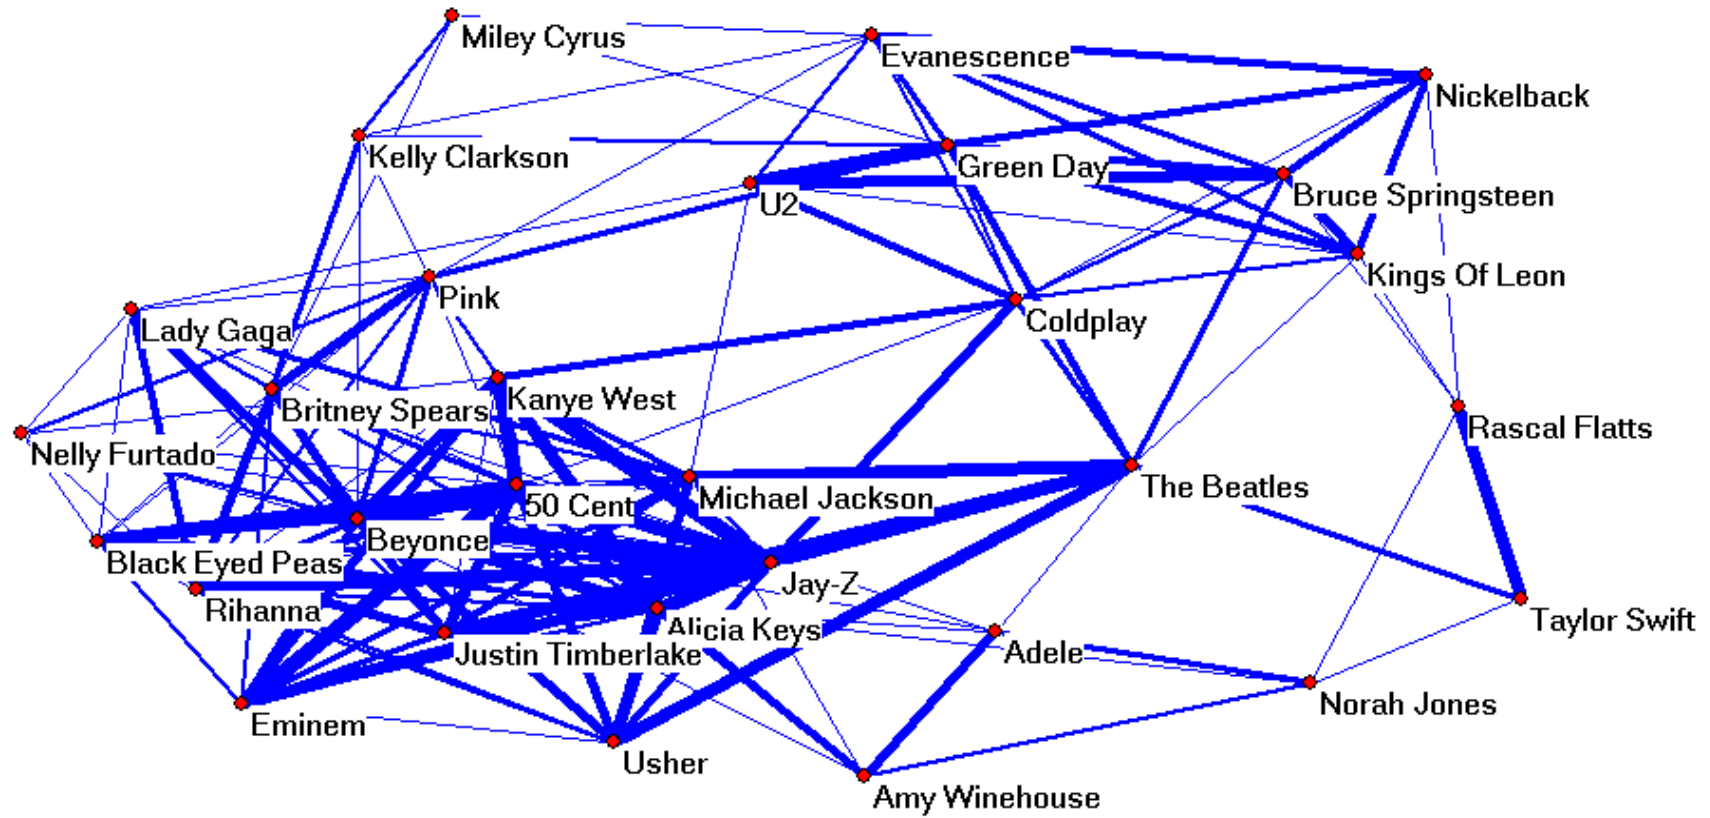 Miley Cyrus
Evanescence
Nickelback
Kelly Clarkson
Green Day
Bruce Springsteen
U2
Kings Of Leon
Pink
Coldplay
Lady Gaga
Kanye West
Britney Spears
Rascal Flatts
Nelly Furtado
The Beatles
Michael Jackson
50 Cent
Beyonce
Black Eyed Peas
Jay-Z
Rihanna
Taylor Swift
Alicia Keys
Justin Timberlake
Adele
Norah Jones
Eminem
Usher
Amy Winehouse